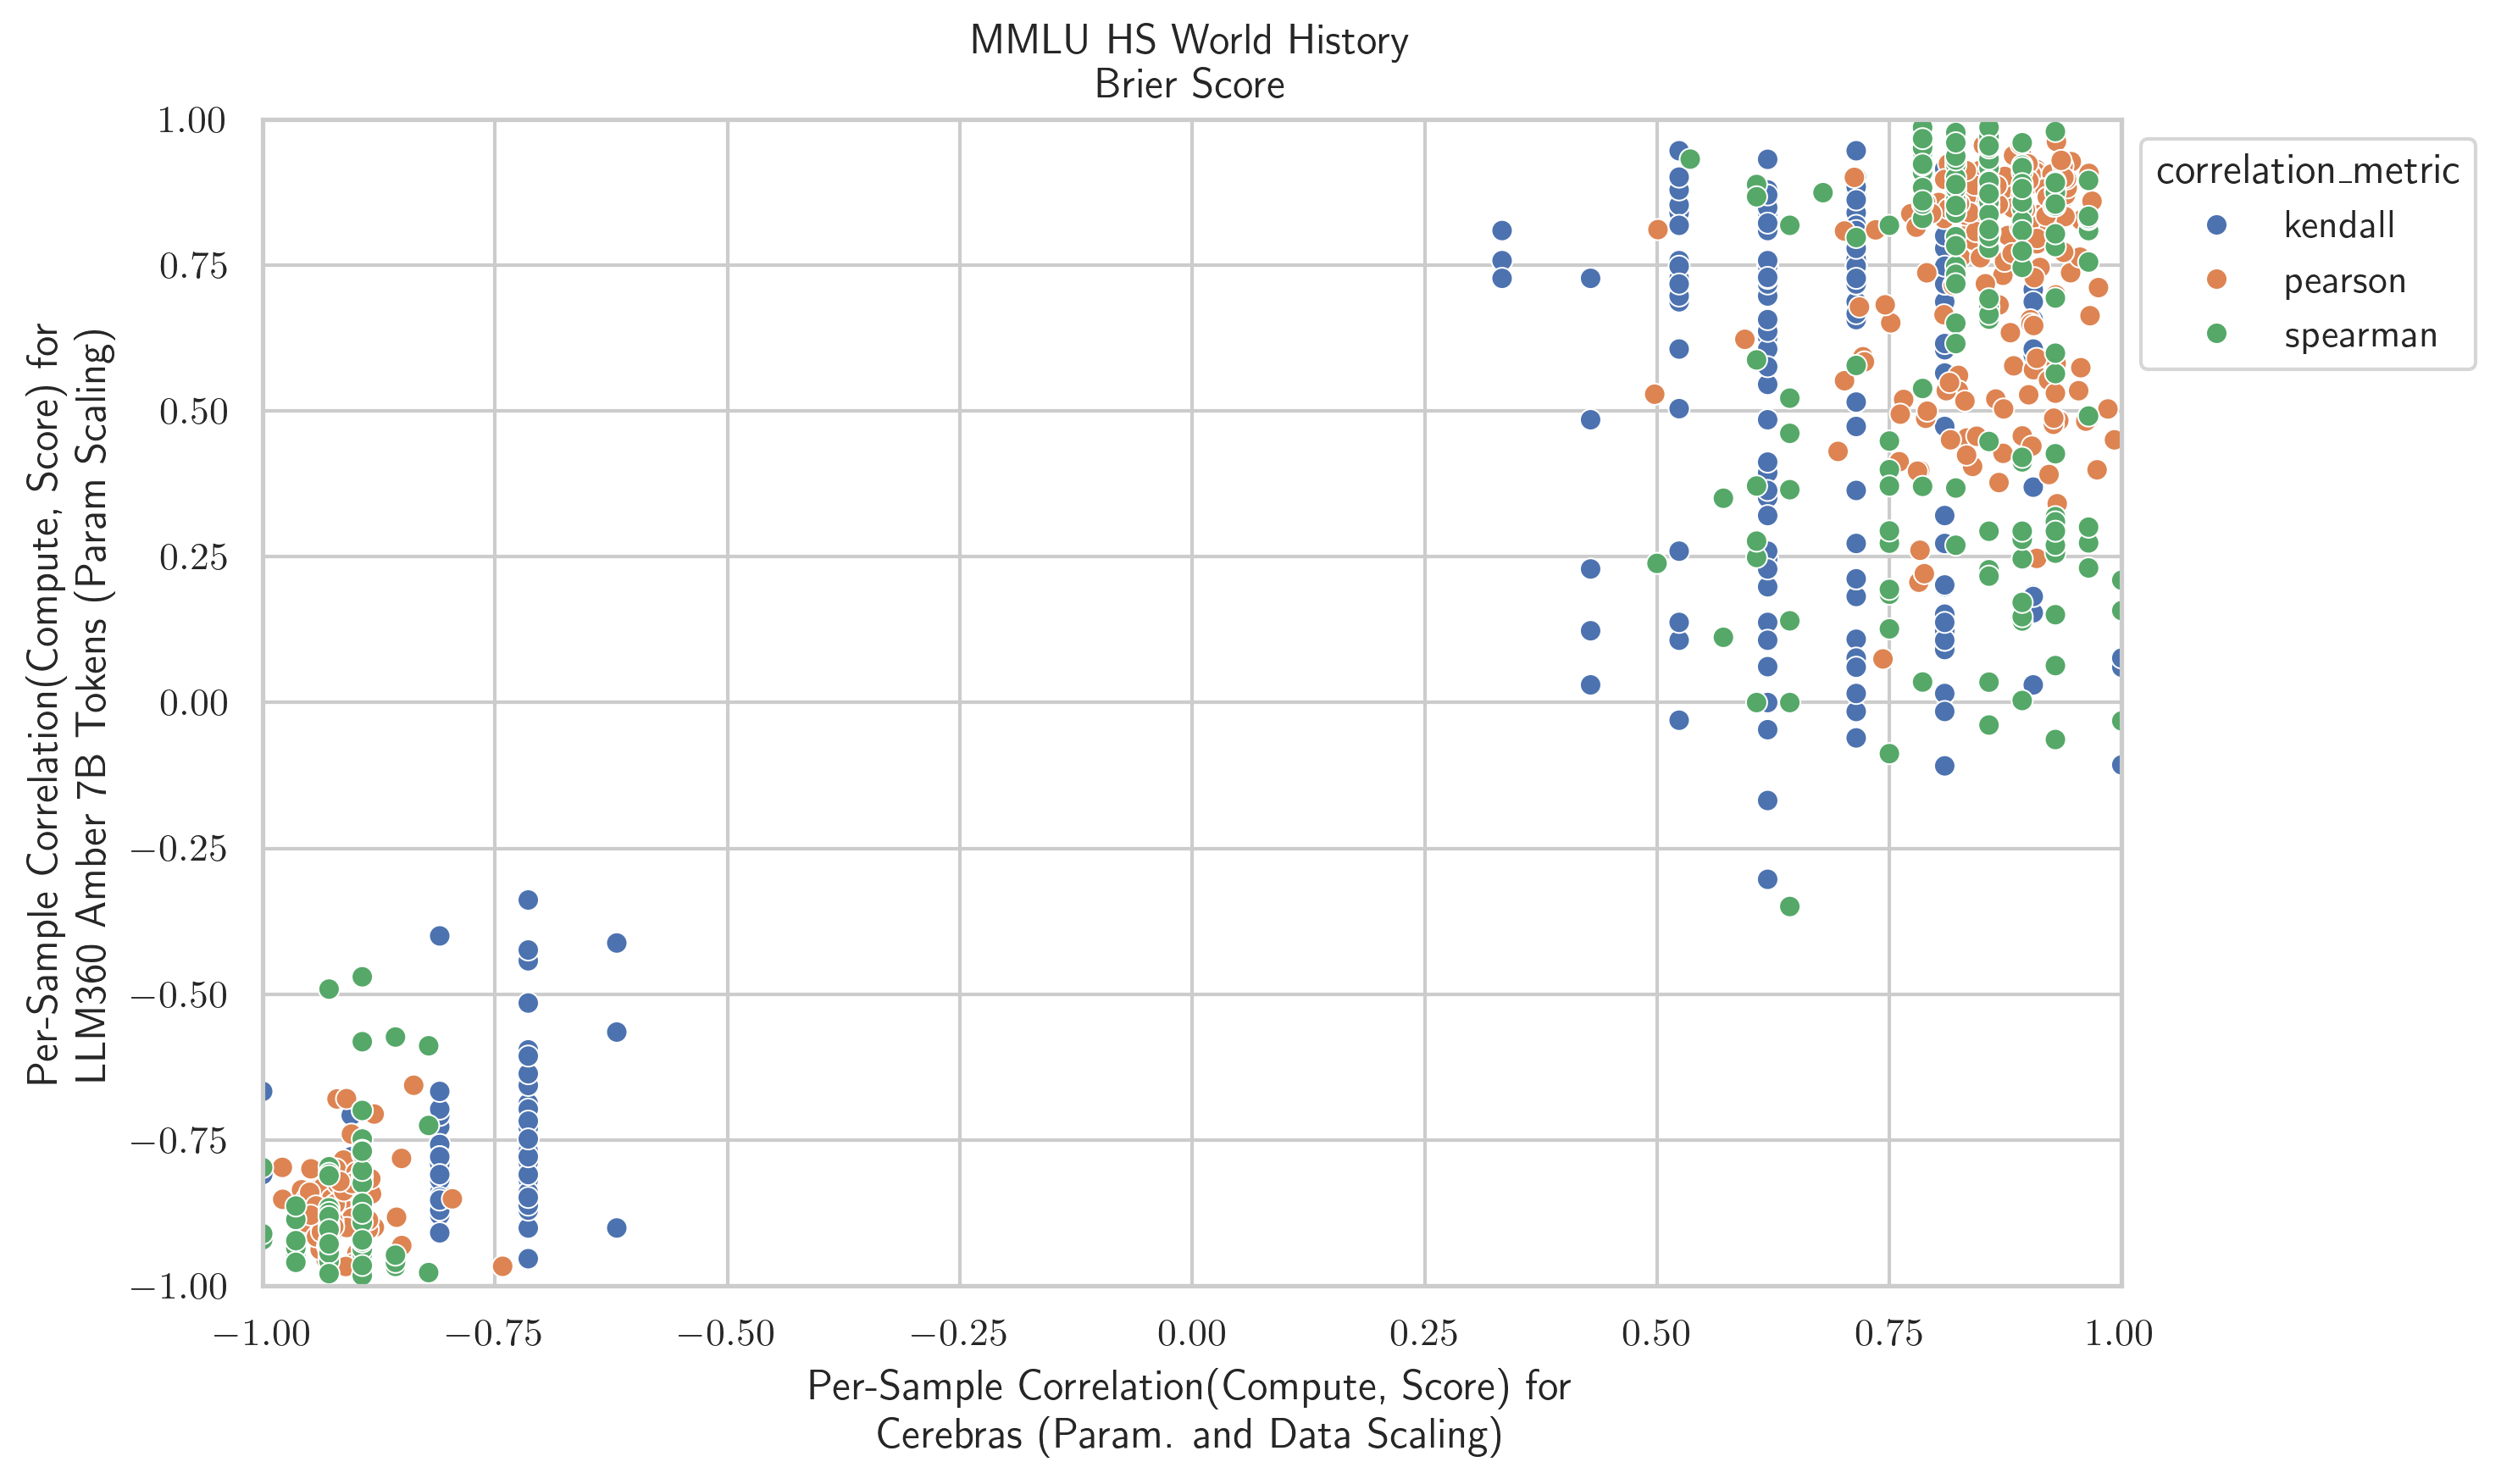 MMLU HS World History
Brier Score
Per-Sample Correlation(Compute, Score) for
LLM360 Amber 7B Tokens (Param Scaling)
1.00
0.75
0.50
0.25
0.00
−0.25
−0.50
−0.75
−1.00
−1.00 −0.75 −0.50 −0.25 0.00 0.25 0.50 0.75 1.00
Per-Sample Correlation(Compute, Score) for
Cerebras (Param. and Data Scaling)
correlation_metric
kendall
pearson
spearman